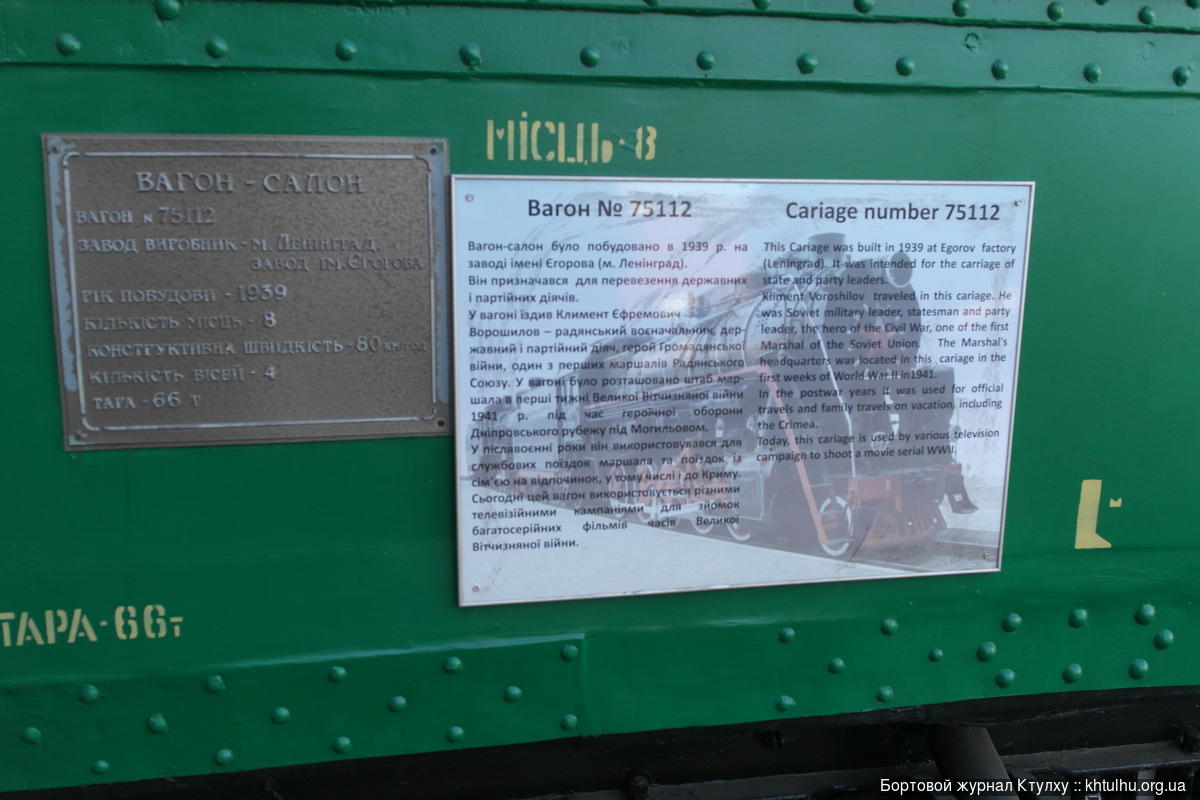 МІСЦЬ-8
ВАГОН - САЛОН
ВАГОН N 75112
ЗАВОД ВИРОБНИК - М. ЛЕНІНГРАД,
ЗАВОД ІМ. ЄГОРОВА
РІК ПОБУДОВИ - 1939
КІЛЬКІСТЬ МІСЦЬ - 8
КОНСТРУКТИВНА ШВИДКІСТЬ - 80 КМ/ГОД
КІЛЬКІСТЬ ВІСЕЙ - 4
ТАРА - 66 Т
Вагон № 75112
Вагон-салон було побудовано в 1939 р. на
заводі імені Єгорова (м. Ленінград).
Він призначався для перевезення державних
і партійних діячів.
У вагоні їздив Климент Єфремович
Ворошилов – радянський воєначальник, дер-
жавний і партійний діяч, герой Громадянської
війни, один з перших маршалів Радянського
Союзу. У вагоні було розташовано штаб мар-
шала в перші тижні Великої Вітчизняної війни
1941 р. під час героїчної оборони
Дніпровського рубежу під Могильовом.
У післявоєнні роки він використовувався для
службових поїздок маршала та поїздок із
сім'єю на відпочинок, у тому числі і до Криму.
Сьогодні цей вагон використовується різними
телевізійними кампаніями для зйомок
багатосерійних фільмів часів Великої
Вітчизняної війни.
Cariage number 75112
This Cariage was built in 1939 at Egorov factory
(Leningrad). It was intended for the carriage of
state and party leaders.
Kliment Voroshilov traveled in this cariage. He
was Soviet military leader, statesman and party
leader, the hero of the Civil War, one of the first
Marshal of the Soviet Union. The Marshal's
headquarters was located in this cariage in the
first weeks of World War II in1941.
In the postwar years it was used for official
travels and family travels on vacation, including
the Crimea.
Today, this cariage is used by various television
campaign to shoot a movie serial WWII.
ТАРА-66т
Бортовой журнал Ктулху :: khtulhu.org.ua